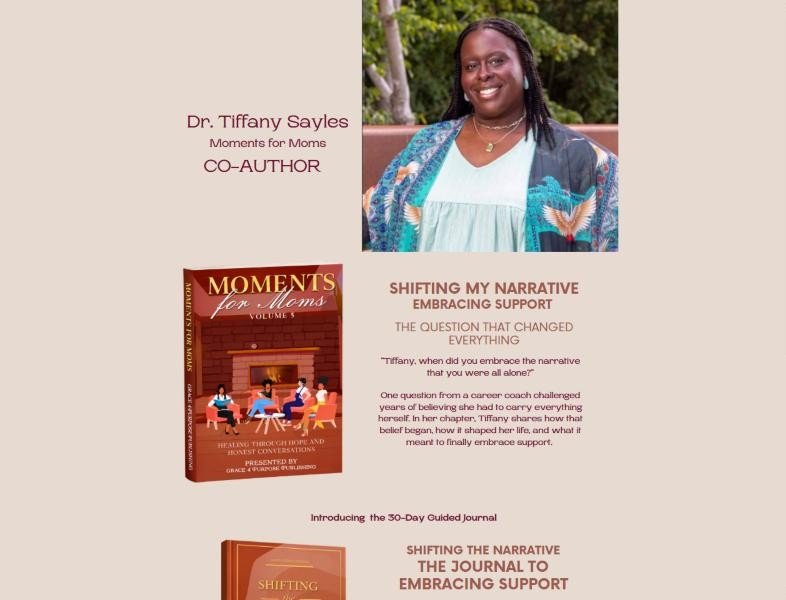 Dr. Tiffany Sayles
Moments for Moms
CO-AUTHOR
MOMENTS FOR MOMS
GRACE 4 PURPOSE PUBLISHING
MOMENTS
for Moms
VOLUME 5
HEALING THROUGH HOPE AND
HONEST CONVERSATIONS
PRESENTED BY
GRACE 4 PURPOSE PUBLISHING
SHIFTING MY NARRATIVE
EMBRACING SUPPORT
THE QUESTION THAT CHANGED
EVERYTHING
"Tiffany, when did you embrace the narrative
that you were all alone?"
One question from a career coach challenged
years of believing she had to carry everything
herself. In her chapter, Tiffany shares how that
belief began, how it shaped her life, and what it
meant to finally embrace support.
Introducing the 30-Day Guided Journal
SHIFTING
the
SHIFTING THE NARRATIVE
THE JOURNAL TO
EMBRACING SUPPORT